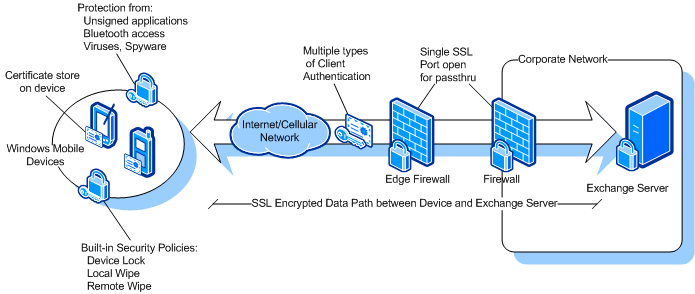 Protection from:
Unsigned applications
Bluetooth access
Viruses, Spyware
Certificate store
on device
Windows Mobile
Devices
Built-in Security Policies:
Device Lock
Local Wipe
Remote Wipe
Internet/Cellular
Network
Multiple types
of Client
Authentication
Single SSL
Port open
for passthru
Edge Firewall
Firewall
Corporate Network
Exchange Server
SSL Encrypted Data Path between Device and Exchange Server